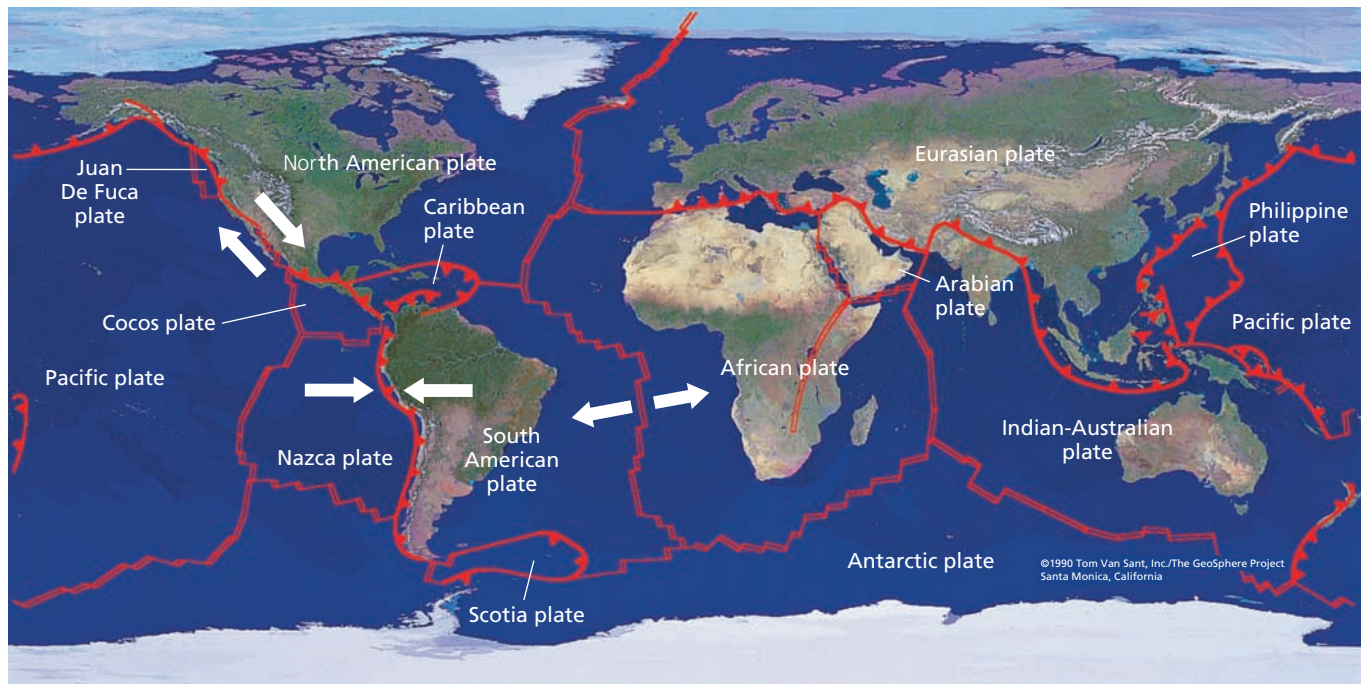 North American plate
Eurasian plate
Juan
De Fuca
plate
Caribbean
plate
Philippine
plate
Arabian
plate
Cocos plate
Pacific plate
African plate
Pacific plate
Nazca plate
South
American
plate
Indian-Australian
plate
Antarctic plate
©1990 Tom Van Sant, Inc./The GeoSphere Project
Santa Monica, California
Scotia plate